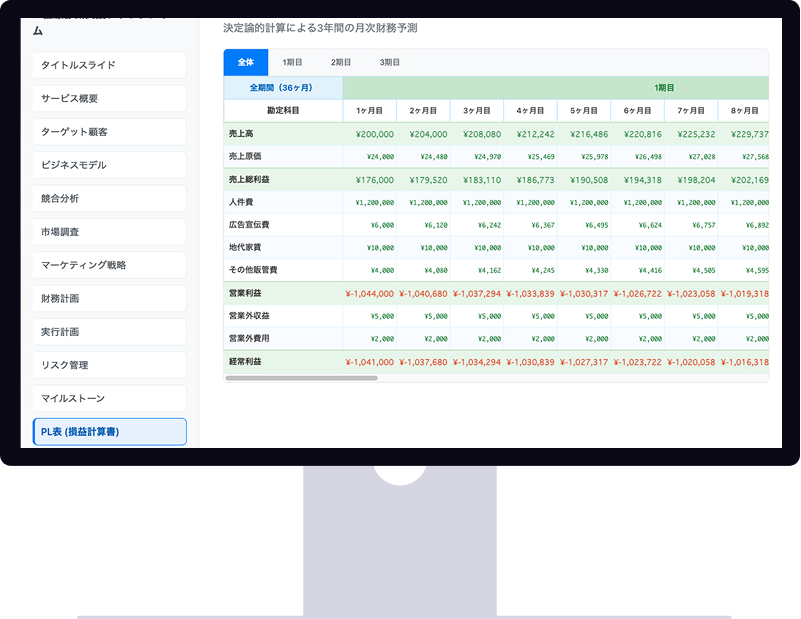 ム
タイトルスライド
サービス概要
ターゲット顧客
ビジネスモデル
競合分析
市場調査
マーケティング戦略
財務計画
実行計画
リスク管理
マイルストーン
PL表 (損益計算書)
決定論的計算による3年間の月次財務予測
全体 1期目 2期目 3期目
全期間（36ヶ月） 1期目
勘定科目 1ヶ月目 2ヶ月目 3ヶ月目 4ヶ月目 5ヶ月目 6ヶ月目 7ヶ月目 8ヶ月目
売上高 ¥200,000 ¥204,000 ¥208,080 ¥212,242 ¥216,486 ¥220,816 ¥225,232 ¥229,737
売上原価 ¥24,000 ¥24,480 ¥24,970 ¥25,469 ¥25,978 ¥26,498 ¥27,028 ¥27,568
売上総利益 ¥176,000 ¥179,520 ¥183,110 ¥186,773 ¥190,508 ¥194,318 ¥198,204 ¥202,169
人件費 ¥1,200,000 ¥1,200,000 ¥1,200,000 ¥1,200,000 ¥1,200,000 ¥1,200,000 ¥1,200,000 ¥1,200,000
広告宣伝費 ¥6,000 ¥6,120 ¥6,242 ¥6,367 ¥6,495 ¥6,624 ¥6,757 ¥6,892
地代家賃 ¥10,000 ¥10,000 ¥10,000 ¥10,000 ¥10,000 ¥10,000 ¥10,000 ¥10,000
その他販管費 ¥4,000 ¥4,080 ¥4,162 ¥4,245 ¥4,330 ¥4,416 ¥4,505 ¥4,595
営業利益 ¥-1,044,000 ¥-1,040,680 ¥-1,037,294 ¥-1,033,839 ¥-1,030,317 ¥-1,026,722 ¥-1,023,058 ¥-1,019,318
営業外収益 ¥5,000 ¥5,000 ¥5,000 ¥5,000 ¥5,000 ¥5,000 ¥5,000 ¥5,000
営業外費用 ¥2,000 ¥2,000 ¥2,000 ¥2,000 ¥2,000 ¥2,000 ¥2,000 ¥2,000
経常利益 ¥-1,041,000 ¥-1,037,680 ¥-1,034,294 ¥-1,030,839 ¥-1,027,317 ¥-1,023,722 ¥-1,020,058 ¥-1,016,318